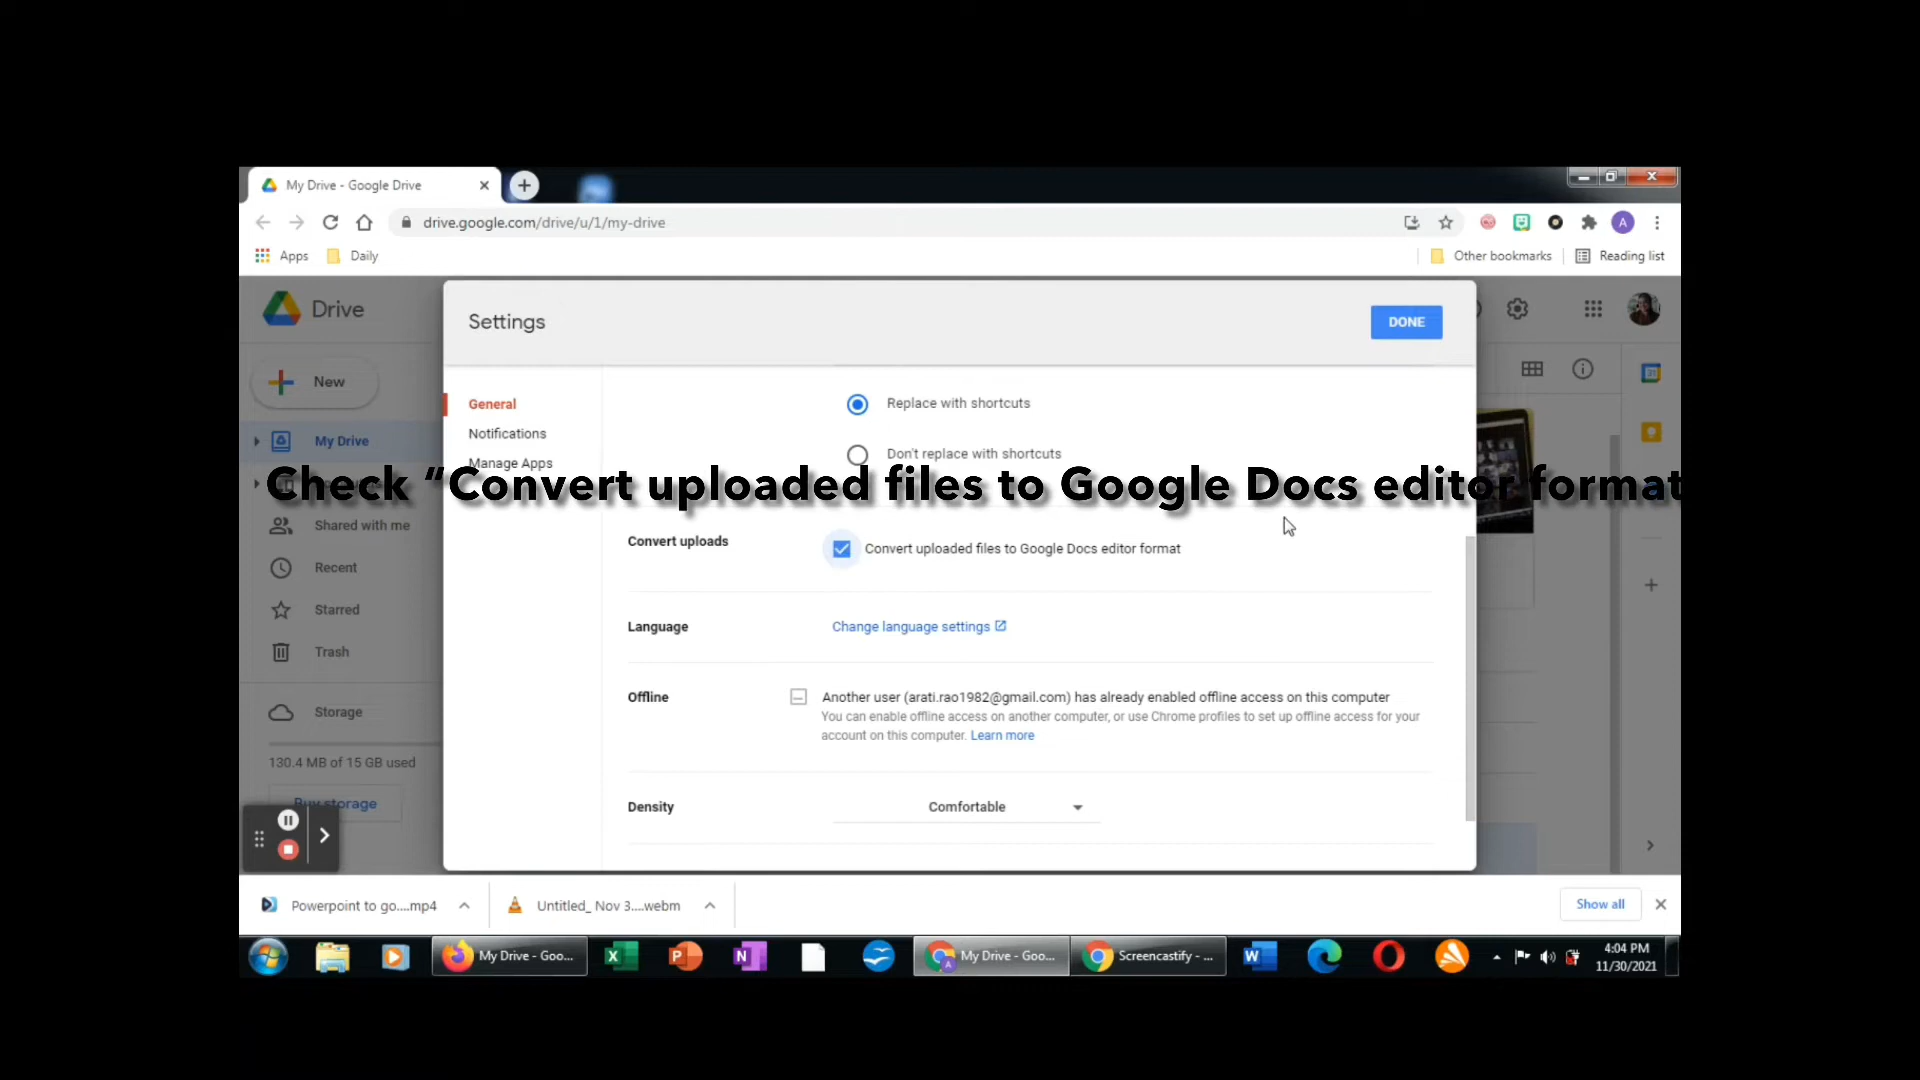 My Drive - Google Drive
drive.google.com/drive/u/1/my-drive
A
Apps
Daily
Other bookmarks
Reading list
Drive
Settings
DONE
New
General
Replace with shortcuts
Notifications
My Drive
Don't replace with shortcuts
Manage Apps
Check “Convert uploaded files to Google Docs editor format
Shared with me
Convert uploads
Convert uploaded files to Google Docs editor format
Recent
Starred
Language
Change language settings
Trash
Offline
Another user (arati.rao1982@gmail.com) has already enabled offline access on this computer
You can enable offline access on another computer, or use Chrome profiles to set up offline access for your
account on this computer. Learn more
Storage
130.4 MB of 15 GB used
Buy storage
Density
Comfortable
Powerpoint to go....mp4
Untitled_ Nov 3....webm
Show all
My Drive - Goo...
My Drive - Goo...
Screencastify - ...
4:04 PM
11/30/2021